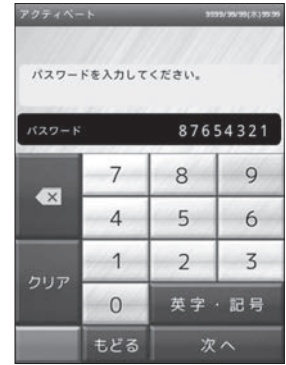 アクティベート 9999/99/99(木)99:99
パスワードを入力してください。
パスワード 87654321
7 8 9
4 5 6
クリア 1 2 3
0 英字・記号
もどる 次へ